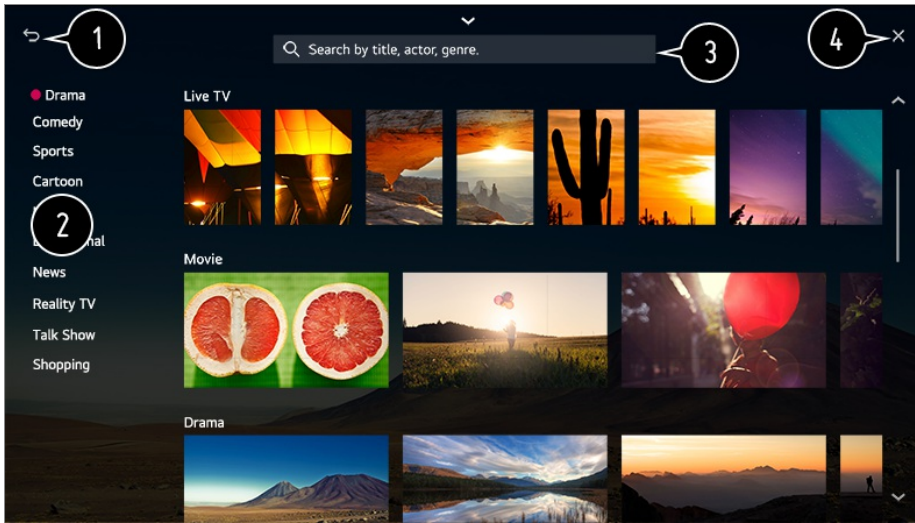 1
Search by title, actor, genre.
3
4
Drama
Comedy
Sports
Cartoon
2
News
Reality TV
Talk Show
Shopping
Live TV
Movie
Drama